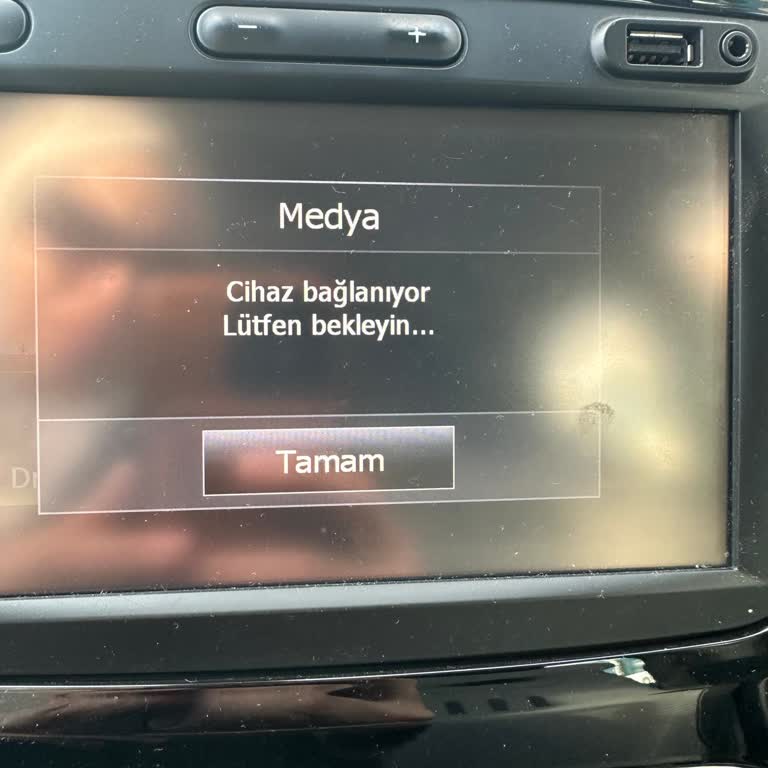 − +
Medya
Cihaz bağlanıyor
Lütfen bekleyin...
Tamam